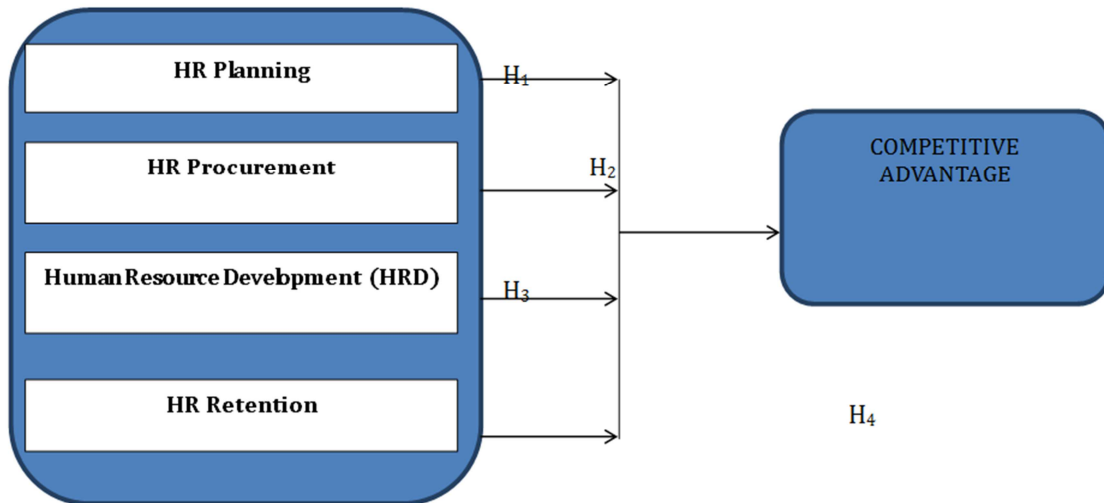 HR Planning
H₁
HR Procurement
H₂
COMPETITIVE
ADVANTAGE
Human Resource Development (HRD)
H₃
HR Retention
H₄